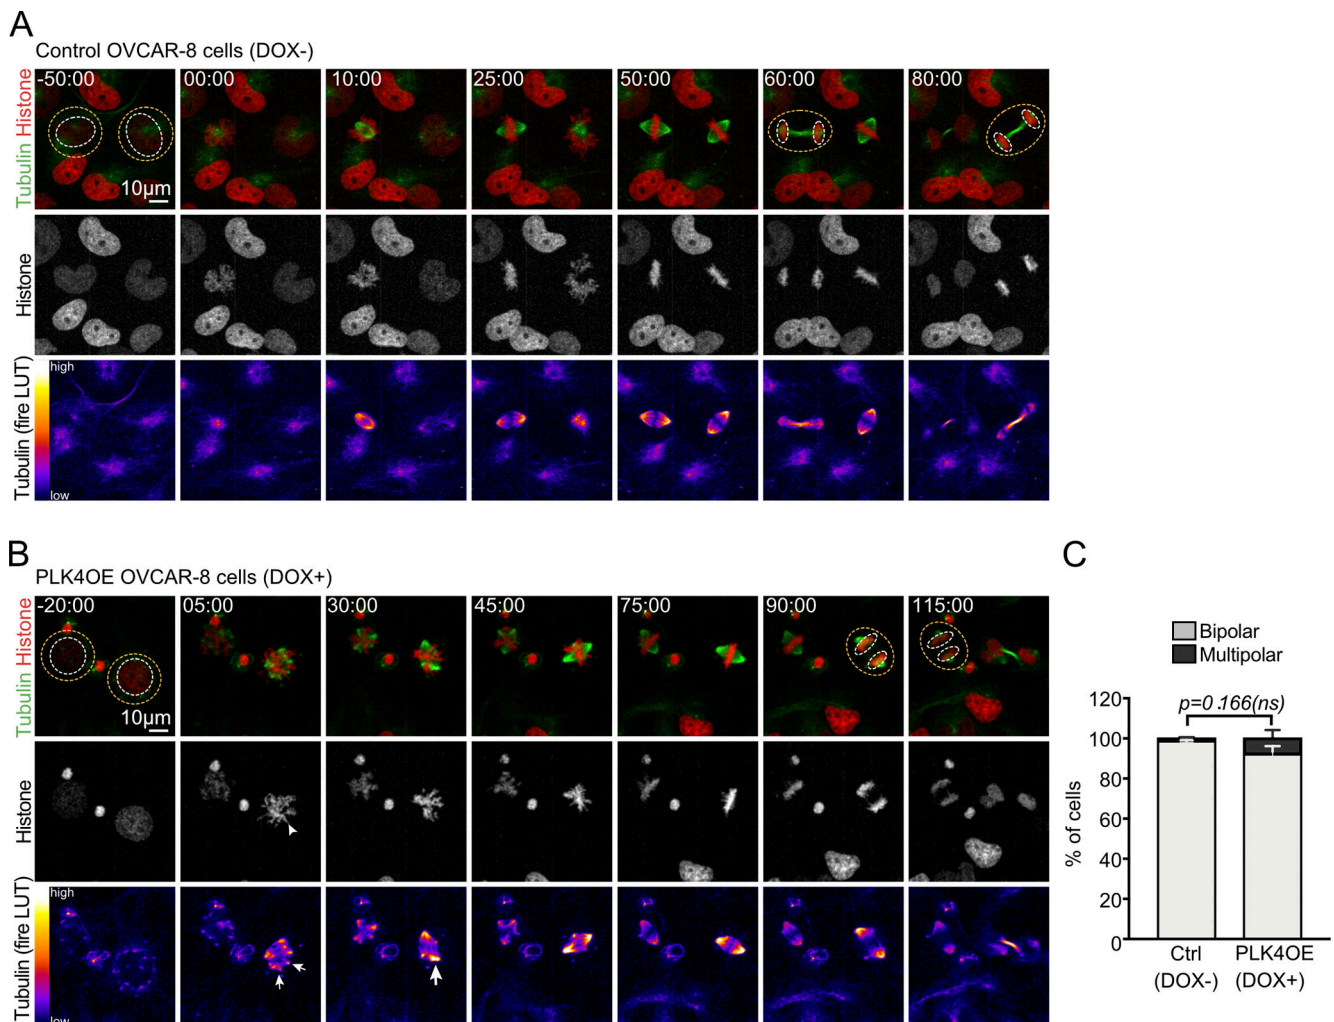 A
Control OVCAR-8 cells (DOX-)
Tubulin Histone
-50:00 00:00 10:00 25:00 50:00 60:00 80:00
10µm
Histone
Tubulin (fire LUT)
high
low
B
PLK4OE OVCAR-8 cells (DOX+)
Tubulin Histone
-20:00 05:00 30:00 45:00 75:00 90:00 115:00
10µm
Histone
Tubulin (fire LUT)
high
low
C
Bipolar
Multipolar
p=0.166(ns)
% of cells
120
100
80
60
40
20
0
Ctrl PLK4OE
(DOX-) (DOX+)